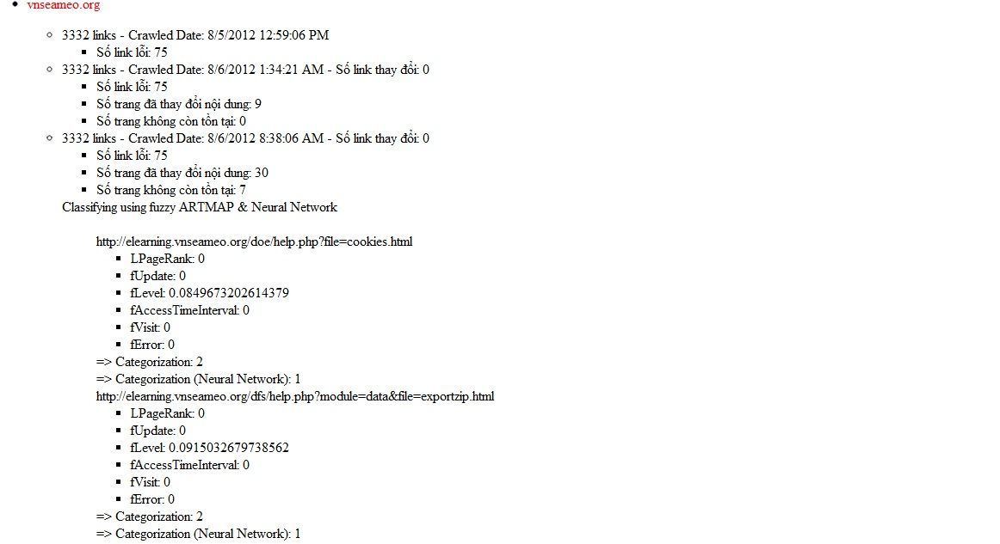 vnseameo.org
3332 links - Crawled Date: 8/5/2012 12:59:06 PM
Số link lỗi: 75
3332 links - Crawled Date: 8/6/2012 1:34:21 AM - Số link thay đổi: 0
Số link lỗi: 75
Số trang đã thay đổi nội dung: 9
Số trang không còn tồn tại: 0
3332 links - Crawled Date: 8/6/2012 8:38:06 AM - Số link thay đổi: 0
Số link lỗi: 75
Số trang đã thay đổi nội dung: 30
Số trang không còn tồn tại: 7
Classifying using fuzzy ARTMAP & Neural Network
http://elearning.vnseameo.org/doe/help.php?file=cookies.html
LPageRank: 0
fUpdate: 0
fLevel: 0.0849673202614379
fAccessTimeInterval: 0
fVisit: 0
fError: 0
=> Categorization: 2
=> Categorization (Neural Network): 1
http://elearning.vnseameo.org/dfs/help.php?module=data&file=exportzip.html
LPageRank: 0
fUpdate: 0
fLevel: 0.0915032679738562
fAccessTimeInterval: 0
fVisit: 0
fError: 0
=> Categorization: 2
=> Categorization (Neural Network): 1